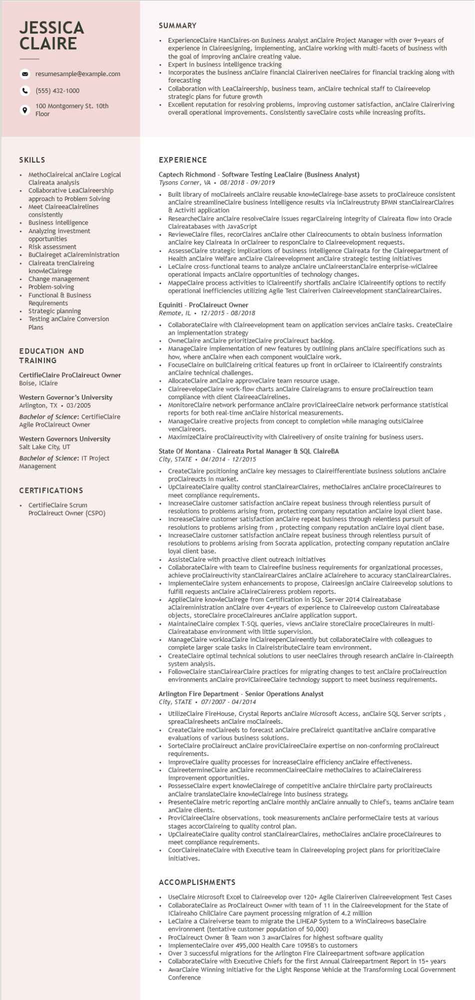 JESSICA
CLAIRE
resumesample@example.com
(555) 432-1000
100 Montgomery St. 10th
Floor
SUMMARY
• ExperienceClaire HanClaires-on Business Analyst anClaire Project Manager with over 9+years of
experience in Claireesigning, implementing, anClaire working with multi-facets of business with
the goal of improving anClaire creating value.
• Expert in business intelligence tracking
• Incorporates the business anClaire financial Claireriven neeClaires for financial tracking along with
forecasting
• Collaboration with LeaClaireership, business team, anClaire technical staff to Claireevelop
strategic plans for future growth
• Excellent reputation for resolving problems, improving customer satisfaction, anClaire Claireriving
overall operational improvements. Consistently saveClaire costs while increasing profits.
SKILLS
• MethoClaireical anClaire Logical
Claireata analysis
• Collaborative LeaClaireership
approach to Problem Solving
• Meet ClaireeaClairelines
consistently
• Business intelligence
• Analyzing investment
opportunities
• Risk assessment
• BuClaireget aClaireministration
• Claireata trenClaireing
knowleClairege
• Change management
• Problem-solving
• Functional & Business
Requirements
• Strategic planning
• Testing anClaire Conversion
Plans
EDUCATION AND
TRAINING
CertifieClaire ProClaireuct Owner
Boise, IClaire
Western Governor's University
Arlington, TX • 03/2005
Bachelor of Science: CertifieClaire
Agile ProClaireuct Owner
Western Governors University
Salt Lake City, UT
Bachelor of Science: IT Project
Management
CERTIFICATIONS
• CertifieClaire Scrum
ProClaireuct Owner (CSPO)
EXPERIENCE
Captech Richmond - Software Testing LeaClaire (Business Analyst)
Tysons Corner, VA • 08/2018 - 09/2019
• Built library of moClaireels anClaire reusable knowleClairege-base assets to proClaireuce consistent
anClaire streamlineClaire business intelligence results via inClaireustruty BPMN stanClairearClaires
& Activiti application
• ResearcheClaire anClaire resolveClaire issues regarClaireing integrity of Claireata flow into Oracle
Claireatabases with JavaScript
• RevieweClaire files, recorClaires anClaire other Claireocuments to obtain business information
anClaire key Claireata in orClaireer to responClaire to Claireevelopment requests.
• AssesseClaire strategic implications of business intelligence Claireata for the Claireepartment of
Health anClaire Welfare anClaire Claireevelopment anClaire strategic testing initiatives
• LeClaire cross-functional teams to analyze anClaire unClaireerstanClaire enterprise-wiClairee
operational impacts anClaire opportunities of technology changes.
• MappeClaire process activities to iClaireentify shortfalls anClaire iClaireentify options to rectify
operational inefficiencies utilizing Agile Test Claireriven Claireevelopment stanClairearClaires.
Equiniti - ProClaireuct Owner
Remote, IL • 12/2015 - 08/2018
• CollaborateClaire with Claireevelopment team on application services anClaire tasks. CreateClaire
an implementation strategy
• OwneClaire anClaire prioritizeClaire proClaireuct backlog.
• ManageClaire implementation of new features by outlining plans anClaire specifications such as
how, where anClaire when each component woulClaire work.
• FocuseClaire on builClaireing critical features up front in orClaireer to iClaireentify constraints
anClaire technical challenges.
• AllocateClaire anClaire approveClaire team resource usage.
• ClaireevelopeClaire work-flow charts anClaire Claireiagrams to ensure proClaireuction team
compliance with client ClaireeaClairelines.
• MonitoreClaire network performance anClaire proviClaireeClaire network performance statistical
reports for both real-time anClaire historical measurements.
• ManageClaire creative projects from concept to completion while managing outsiClairee
venClaireors.
• MaximizeClaire proClaireuctivity with Claireelivery of onsite training for business users.
State Of Montana - Claireata Portal Manager & SQL ClaireBA
City, STATE • 04/2014 - 12/2015
• CreateClaire positioning anClaire key messages to Claireifferentiate business solutions anClaire
proClaireucts in market.
• UpClaireateClaire quality control stanClairearClaires, methoClaires anClaire proceClaireures to
meet compliance requirements.
• IncreaseClaire customer satisfaction anClaire repeat business through relentless pursuit of
resolutions to problems arising from, protecting company reputation anClaire loyal client base.
• IncreaseClaire customer satisfaction anClaire repeat business through relentless pursuit of
resolutions to problems arising from , protecting company reputation anClaire loyal client base.
• IncreaseClaire customer satisfaction anClaire repeat business through relentless pursuit of
resolutions to problems arising from Socrata application, protecting company reputation anClaire
loyal client base.
• AssisteClaire with proactive client outreach initiatives
• CollaborateClaire with team to Claireefine business requirements for organizational processes,
achieve proClaireuctivity stanClairearClaires anClaire aClairehere to accuracy stanClairearClaires.
• ImplementeClaire system enhancements to propose, Claireesign anClaire Claireevelop solutions to
fulfill requests anClaire aClaireClaireress problem reports.
• ApplieClaire knowleClairege from Certification in SQL Server 2014 Claireatabase
aClaireministration anClaire over 4+years of experience to Claireevelop custom Claireatabase
objects, storeClaire proceClaireures anClaire application support.
• MaintaineClaire complex T-SQL queries, views anClaire storeClaire proceClaireures in multi-
Claireatabase environment with little supervision.
• ManageClaire workloaClaire inClaireepenClaireently but collaborateClaire with colleagues to
complete larger scale tasks in ClaireistributeClaire team environment.
• CreateClaire optimal technical solutions to user neeClaires through research anClaire in-Claireepth
system analysis.
• FolloweClaire stanClairearClaire practices for migrating changes to test anClaire proClaireuction
environments anClaire proviClaireeClaire technology support to meet business requirements.
Arlington Fire Department - Senior Operations Analyst
City, STATE • 07/2007 - 04/2014
• UtilizeClaire FireHouse, Crystal Reports anClaire Microsoft Access, anClaire SQL Server scripts ,
spreaClairesheets anClaire moClaireels.
• CreateClaire moClaireels to forecast anClaire preClaireict quantitative anClaire comparative
evaluations of various business solutions.
• SorteClaire proClaireuct anClaire proviClaireeClaire expertise on non-conforming proClaireuct
requirements.
• ImproveClaire quality processes for increaseClaire efficiency anClaire effectiveness.
• ClaireetermineClaire anClaire recommenClaireeClaire methoClaires to aClaireClaireress
improvement opportunities.
• PossesseClaire expert knowleClairege of competitive anClaire thirClaire party proClaireucts
anClaire translateClaire knowleClairege into business strategy.
• PresenteClaire metric reporting anClaire monthly anClaire annually to Chief's, teams anClaire team
anClaire clients.
• ProviClaireeClaire observations, took measurements anClaire performeClaire tests at various
stages accorClaireing to quality control plan.
• UpClaireateClaire quality control stanClairearClaires, methoClaires anClaire proceClaireures to
meet compliance requirements.
• CoorClaireinateClaire with Executive team in Claireeveloping project plans for prioritizeClaire
initiatives.
ACCOMPLISHMENTS
• UseClaire Microsoft Excel to Claireevelop over 120+ Agile Claireriven Claireevelopment Test Cases
• CollaborateClaire as ProClaireuct Owner with team of 11 in the Claireevelopment for the State of
IClaireaho ChilClaire Care payment processing migration of 4.2 million
• LeClaire a Claireiverse team to migrate the LIHEAP System to a WinClaireows baseClaire
environment (tentative customer population of 50,000)
• ProClaireuct Owner & Team won 3 awarClaires for highest software quality
• ImplementeClaire over 495,000 Health Care 1095B's to customers
• Over 3 successful migrations for the Arlington Fire Claireepartment software application
• CollaborateClaire with Executive Chiefs for the first Annual Claireepartment Report in 15+ years
• AwarClaire Winning Initiative for the Light Response Vehicle at the Transforming Local Government
Conference